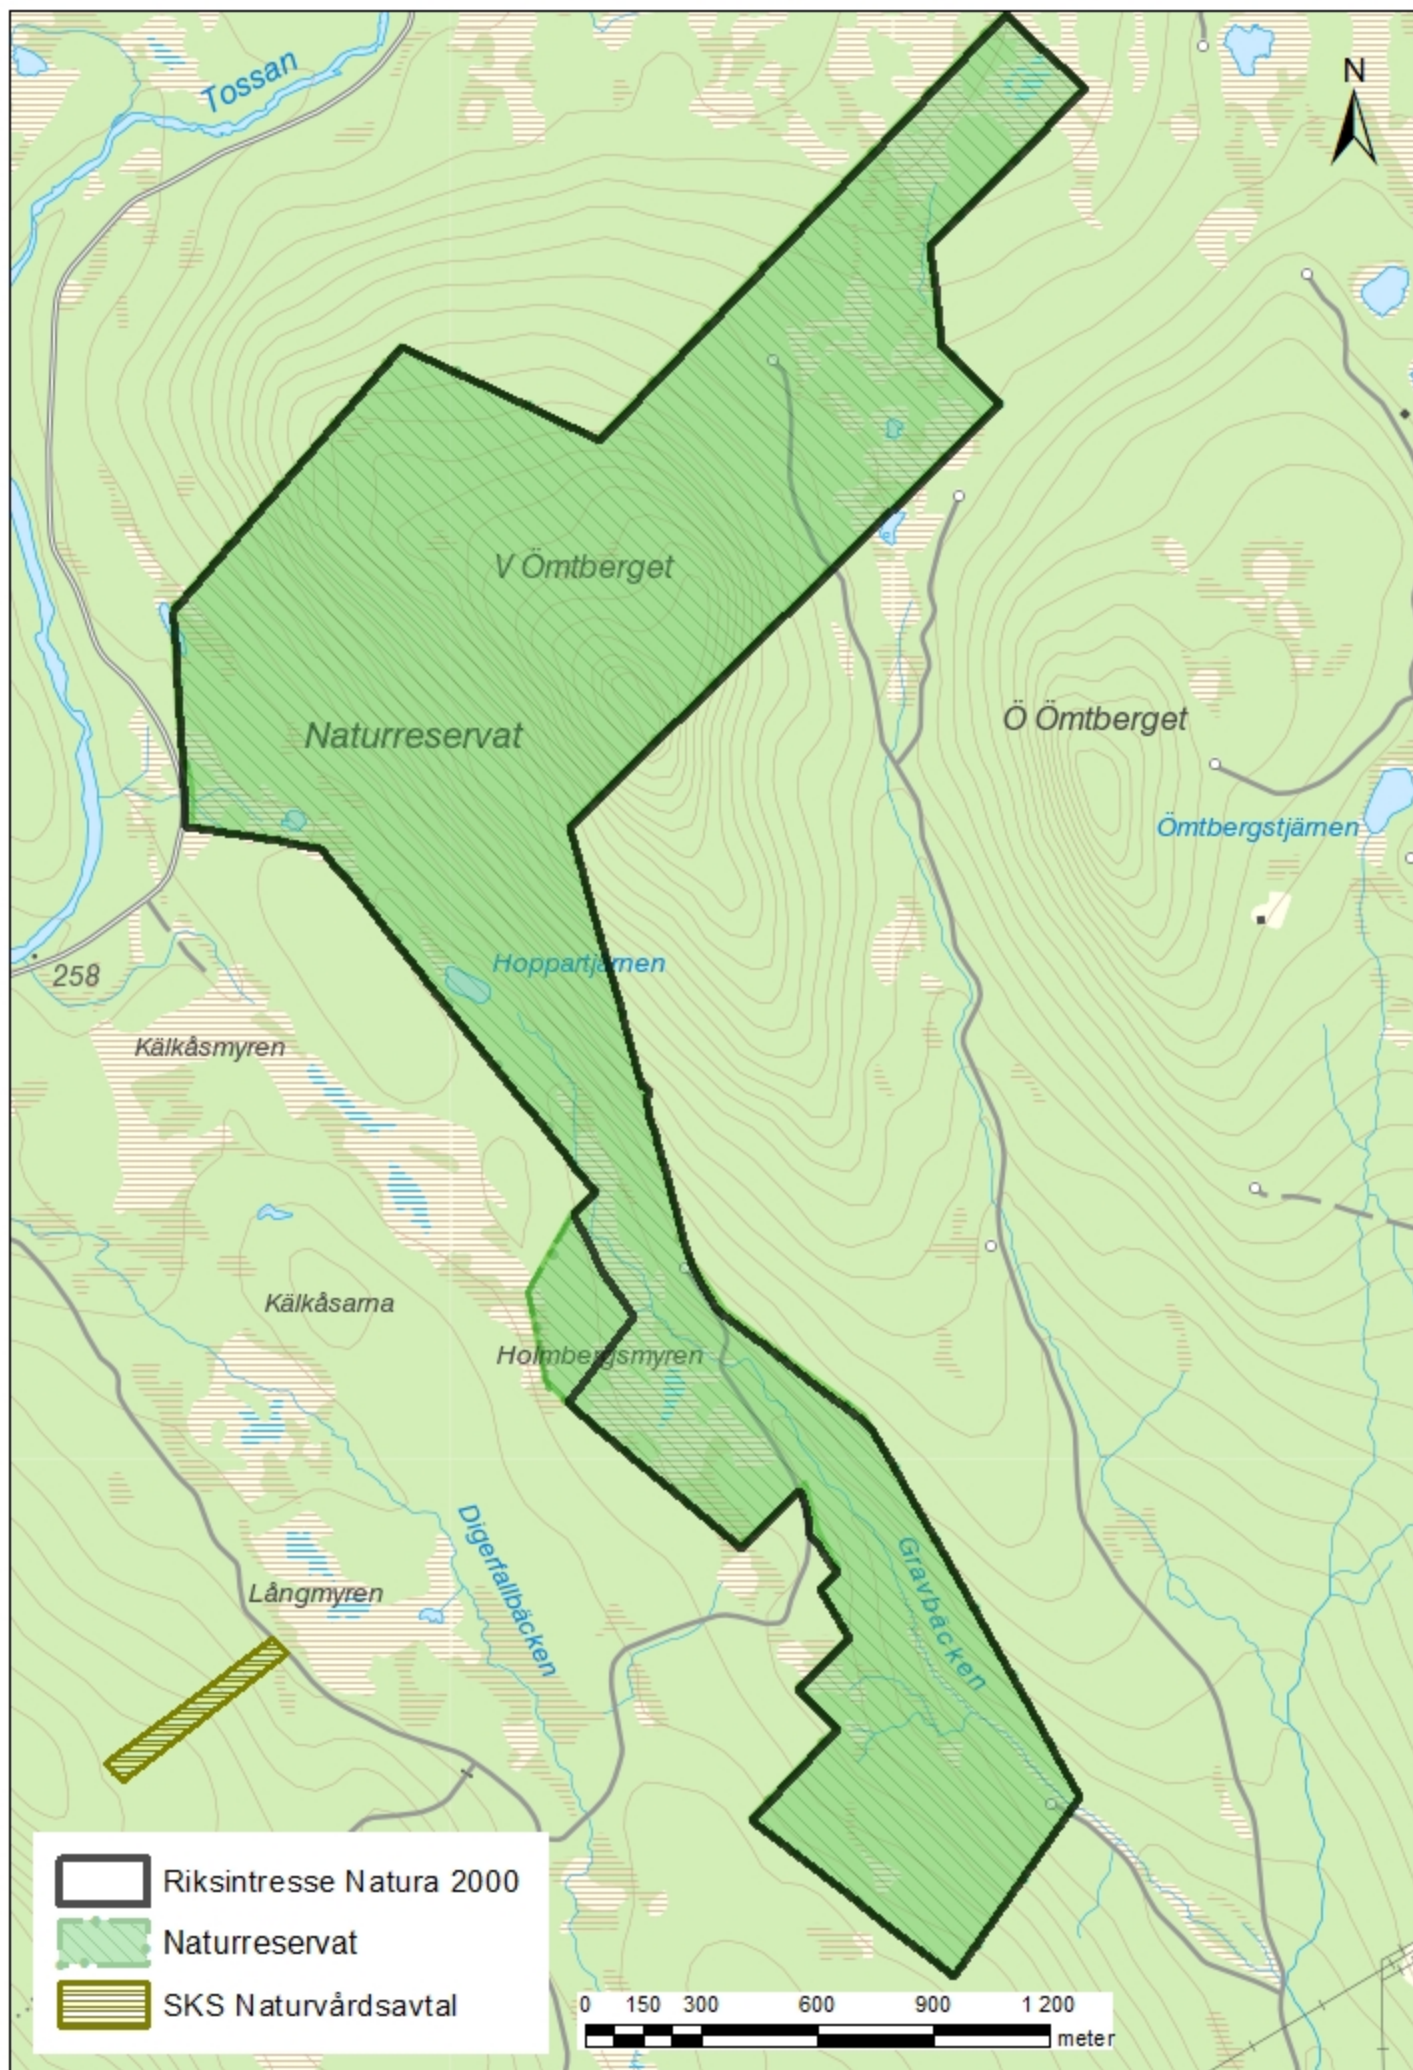 Tossan
N
V Ömtberget
Ö Ömtberget
Naturreservat
Ömtbergstjärnen
Hoppartjärnen
258
Kälkåsmyren
Kälkåsarna
Holmbergsmyren
Digerfallbäcken
Gravbäcken
Långmyren
Riksintresse Natura 2000
Naturreservat
SKS Naturvårdsavtal
0 150 300 600 900 1 200
meter